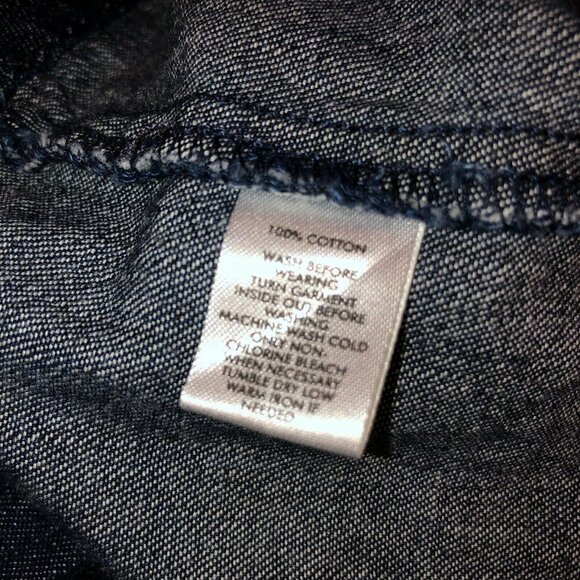 100% COTTON
WASH BEFORE
WEARING
TURN GARMENT
INSIDE OUT BEFORE
WASHING
MACHINE WASH COLD
ONLY NON.
CHLORINE BLEACH
WHEN NECESSARY
TUMBLE DRY LOW
WARM IRON IF
NEEDED